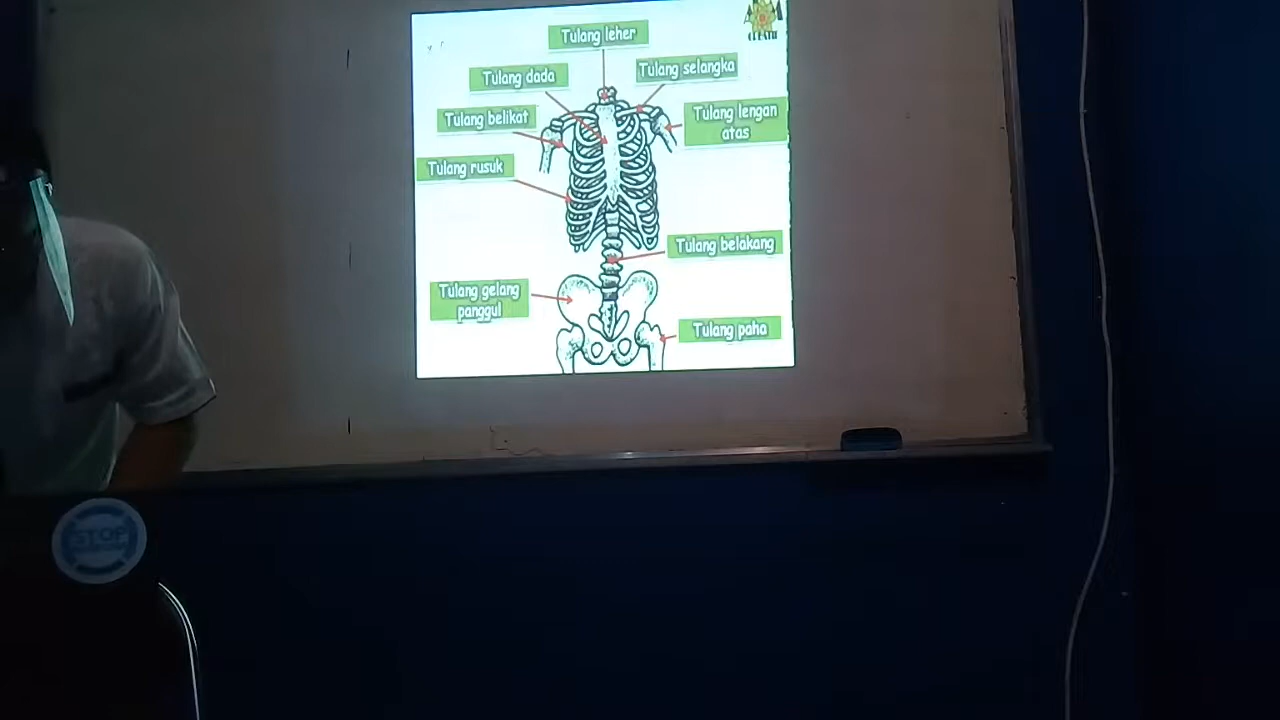 Tulang leher
Tulang dada
Tulang selangka
Tulang belikat
Tulang lengan
atas
Tulang rusuk
Tulang belakang
Tulang gelang
panggul
Tulang paha
STOP